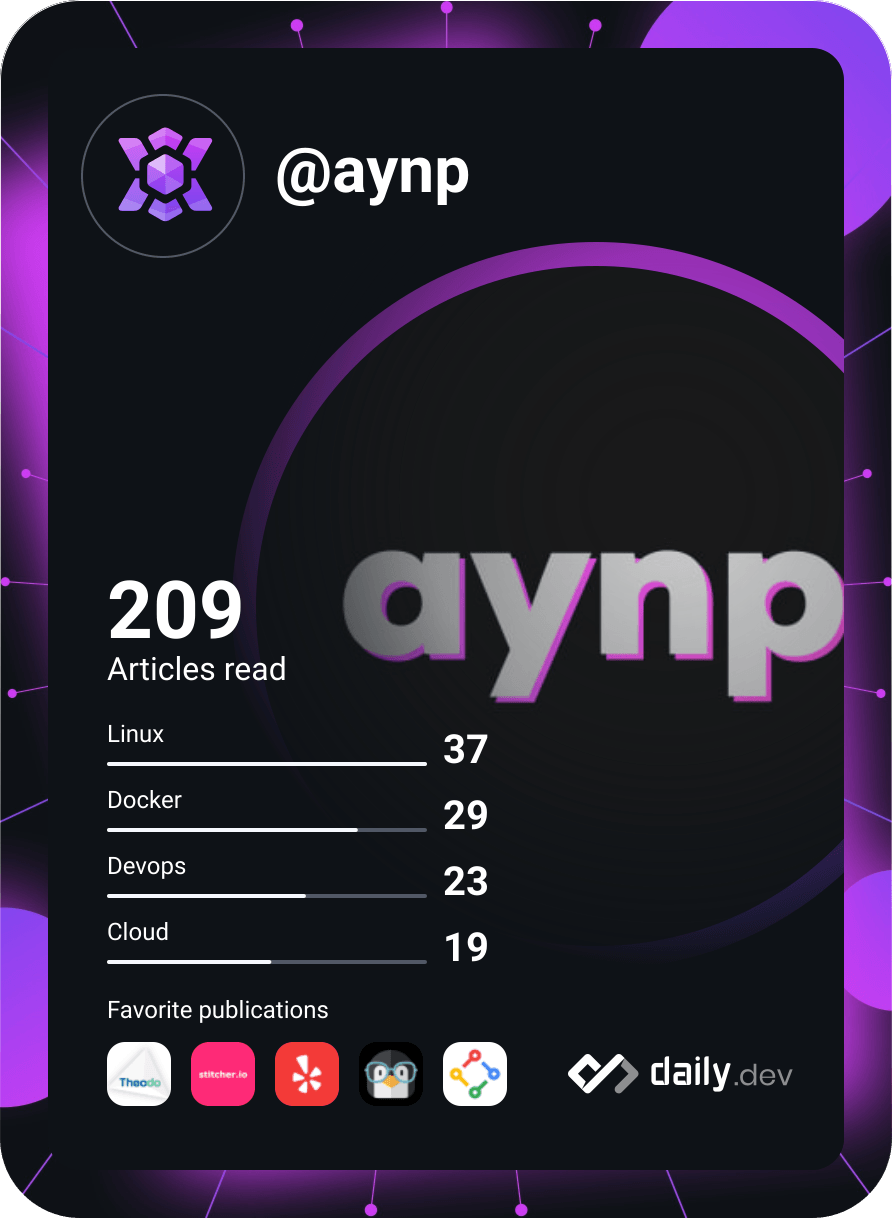 @aynp
aynp
209
Articles read
Linux
37
Docker
29
Devops
23
Cloud
19
Favorite publications
Theodo
stitcher.io
daily.dev